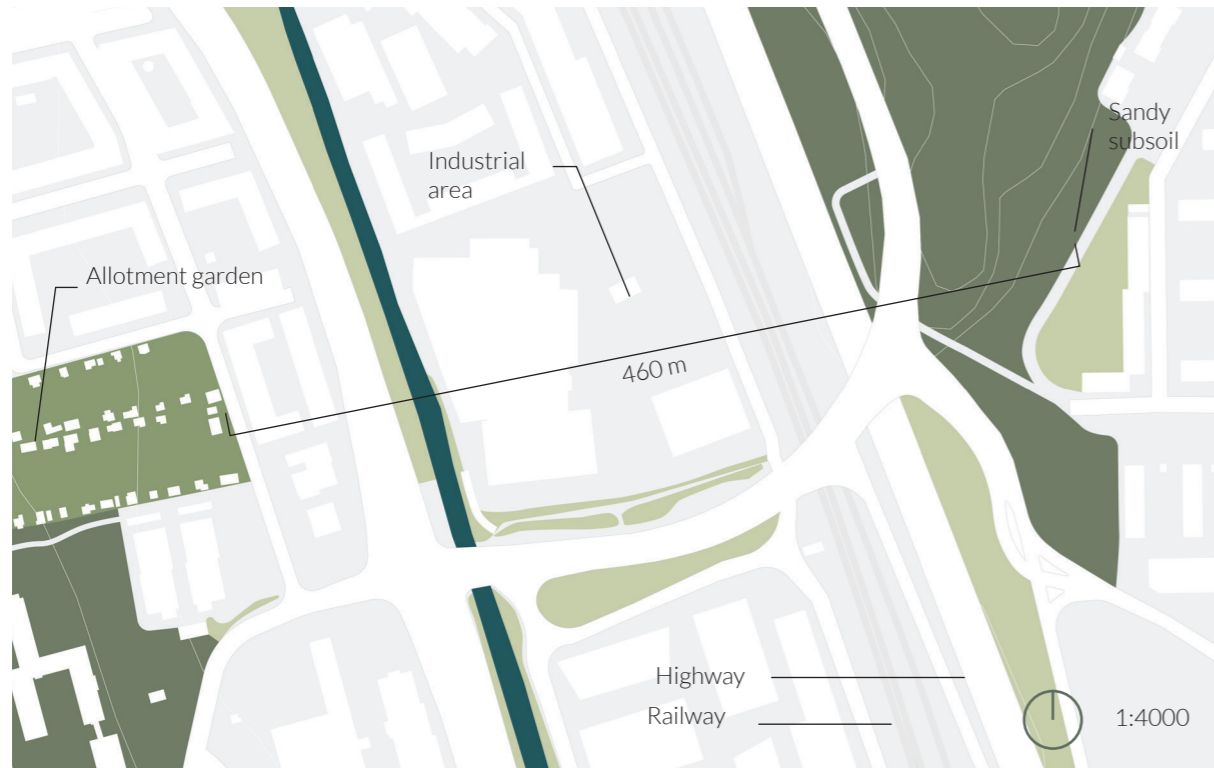 Sandy
subsoil
Industrial
area
Allotment garden
460 m
Highway
Railway
1:4000